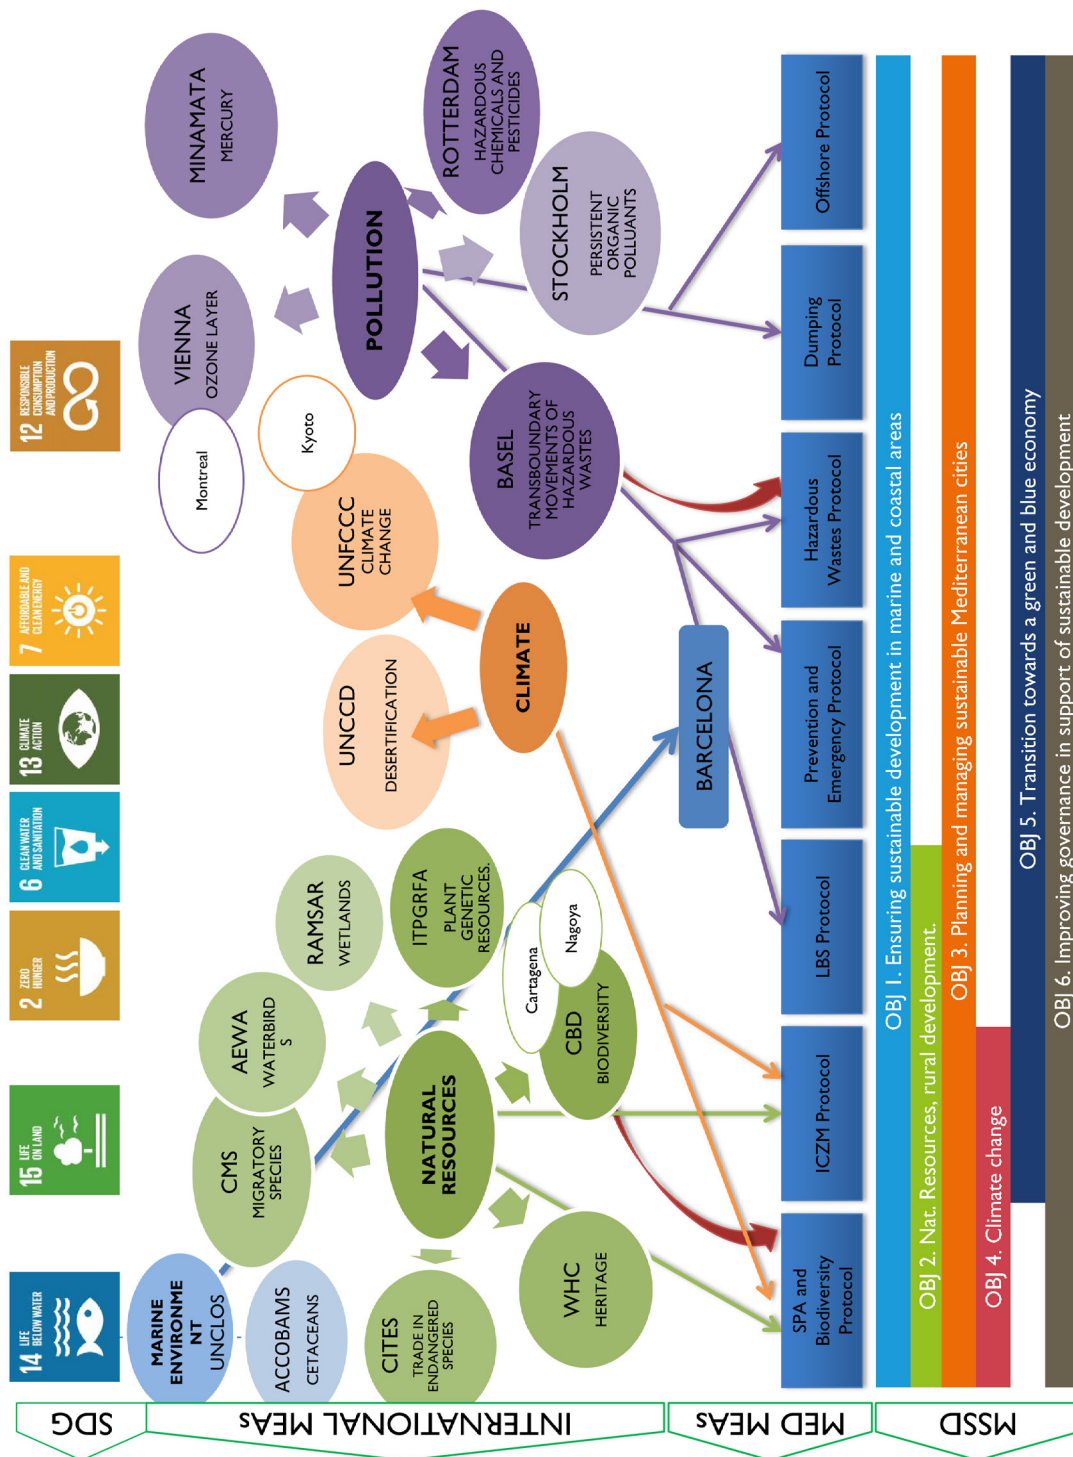 SDG
14 LIFE
BELOW WATER
15 LIFE
ON LAND
2 ZERO
HUNGER
6 CLEAN WATER
AND SANITATION
13 CLIMATE
ACTION
7 AFFORDABLE AND
CLEAN ENERGY
12 RESPONSIBLE
CONSUMPTION
AND PRODUCTION
INTERNATIONAL MEAs
MARINE
ENVIRONME
NT
UNCLOS
ACCOBAMS
CETACEANS
CITES
TRADE IN
ENDANGERED
SPECIES
WHC
HERITAGE
CMS
MIGRATORY
SPECIES
AEWA
WATERBIRD
S
RAMSAR
WETLANDS
ITPGRFA
PLANT
GENETIC
RESOURCES.
NATURAL
RESOURCES
Cartagena
Nagoya
CBD
BIODIVERSITY
UNCCD
DESERTIFICATION
UNFCCC
CLIMATE
CHANGE
Kyoto
CLIMATE
Montreal
VIENNA
OZONE LAYER
MINAMATA
MERCURY
POLLUTION
ROTTERDAM
HAZARDOUS
CHEMICALS AND
PESTICIDES
STOCKHOLM
PERSISTENT
ORGANIC
POLLUANTS
BASEL
TRANSBOUNDARY
MOVEMENTS OF
HAZARDOUS
WASTES
MED MEAs
BARCELONA
SPA and
Biodiversity
Protocol
ICZM Protocol
LBS Protocol
Prevention and
Emergency Protocol
Hazardous
Wastes Protocol
Dumping
Protocol
Offshore Protocol
MSSD
OBJ 1. Ensuring sustainable development in marine and coastal areas
OBJ 2. Nat. Resources, rural development.
OBJ 3. Planning and managing sustainable Mediterranean cities
OBJ 4. Climate change
OBJ 5. Transition towards a green and blue economy
OBJ 6. Improving governance in support of sustainable development